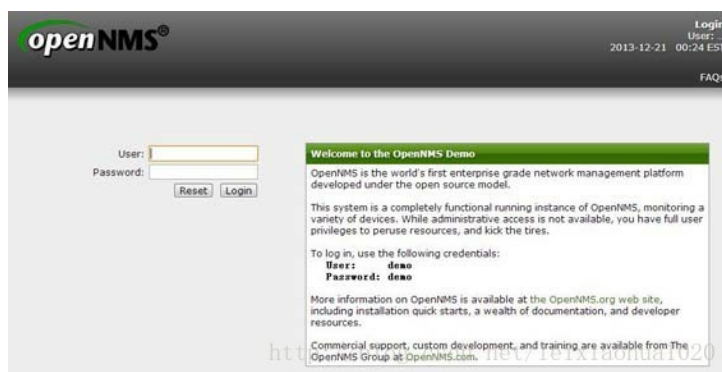 openNMS®
Login
User: ..
2013-12-21 00:24 EST
FAQs
User:
Password:
Reset Login
Welcome to the OpenNMS Demo
OpenNMS is the world's first enterprise grade network management platform
developed under the open source model.
This system is a completely functional running instance of OpenNMS, monitoring a
variety of devices. While administrative access is not available, you have full user
privileges to peruse resources, and kick the tires.
To log in, use the following credentials:
User: demo
Password: demo
More information on OpenNMS is available at the OpenNMS.org web site,
including installation quick starts, a wealth of documentation, and developer
resources.
Commercial support, custom development, and training are available from The
OpenNMS Group at OpenNMS.com.